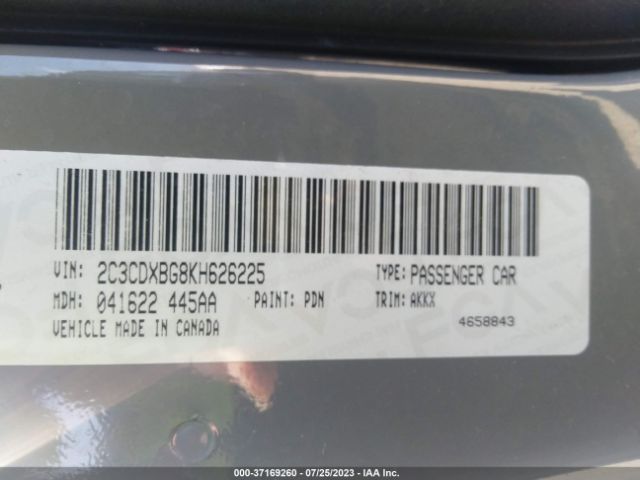 VIN: 2C3CDXBG8KH626225 TYPE: PASSENGER CAR
MDH: 041622 445AA PAINT: PDN TRIM: AKKX
VEHICLE MADE IN CANADA 4658843
000-37169260 - 07/25/2023 - IAA Inc.